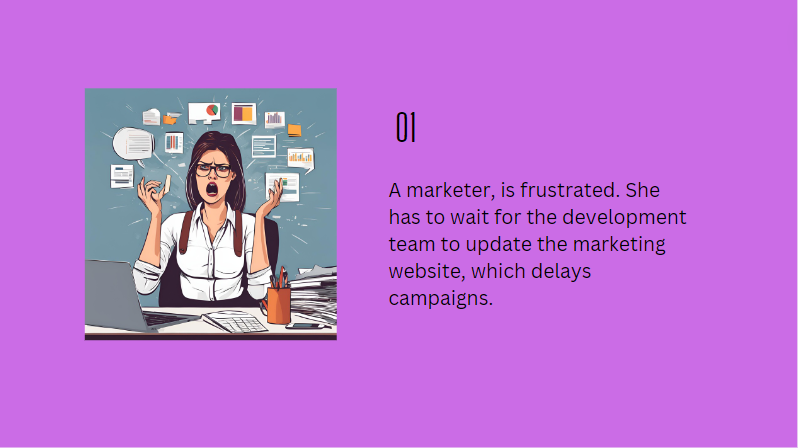 01
A marketer, is frustrated. She
has to wait for the development
team to update the marketing
website, which delays
campaigns.